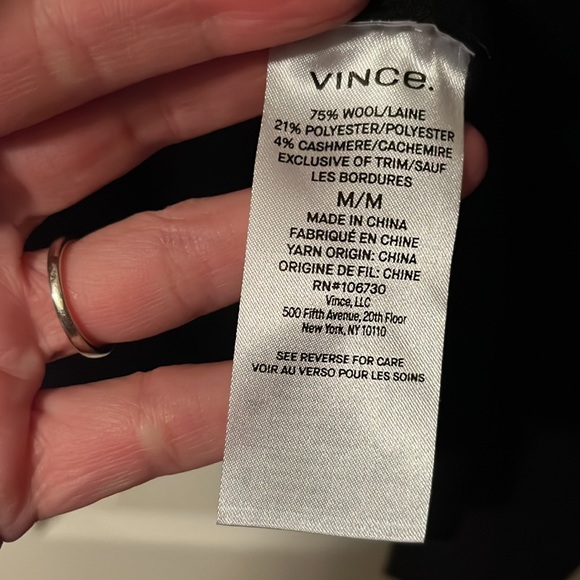 VINCe.
75% WOOL/LAINE
21% POLYESTER/POLYESTER
4% CASHMERE/CACHEMIRE
EXCLUSIVE OF TRIM/SAUF
LES BORDURES
M/M
MADE IN CHINA
FABRIQUÉ EN CHINE
YARN ORIGIN: CHINA
ORIGINE DE FIL: CHINE
RN#106730
Vince, LLC
500 Fifth Avenue, 20th Floor
New York, NY 10110
SEE REVERSE FOR CARE
VOIR AU VERSO POUR LES SOINS